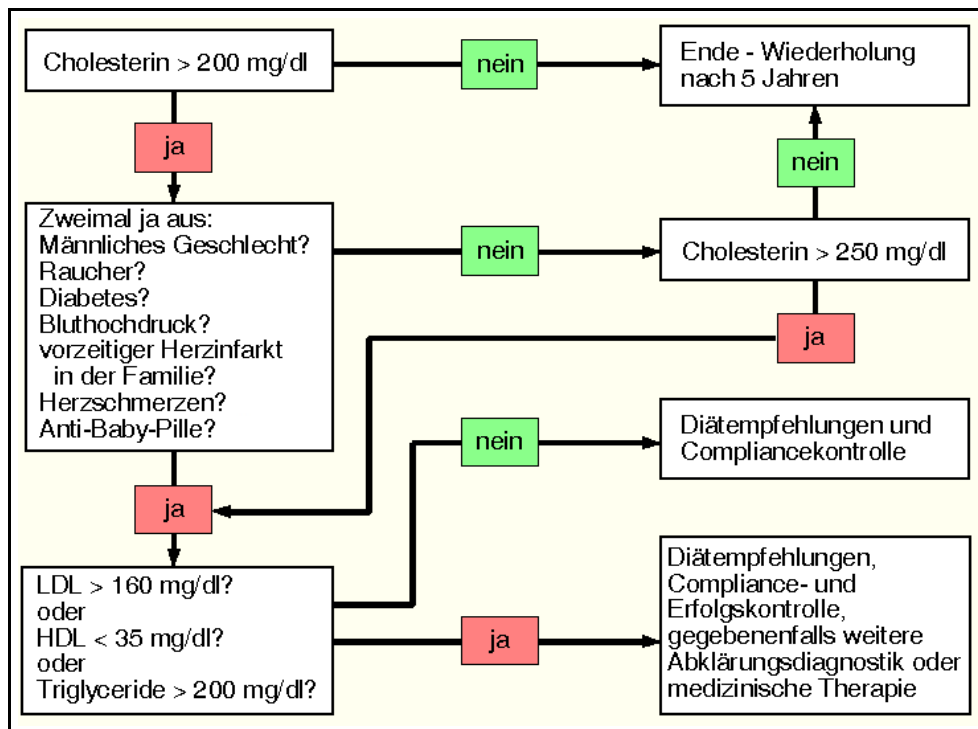 Cholesterin > 200 mg/dl
nein
Ende - Wiederholung
nach 5 Jahren
ja
nein
Zweimal ja aus:
Männliches Geschlecht?
Raucher?
Diabetes?
Bluthochdruck?
vorzeitiger Herzinfarkt
in der Familie?
Herzschmerzen?
Anti-Baby-Pille?
nein
Cholesterin > 250 mg/dl
ja
nein
Diätempfehlungen und
Compliancekontrolle
ja
LDL > 160 mg/dl?
oder
HDL < 35 mg/dl?
oder
Triglyceride > 200 mg/dl?
ja
Diätempfehlungen,
Compliance- und
Erfolgskontrolle,
gegebenenfalls weitere
Abklärungsdiagnostik oder
medizinische Therapie